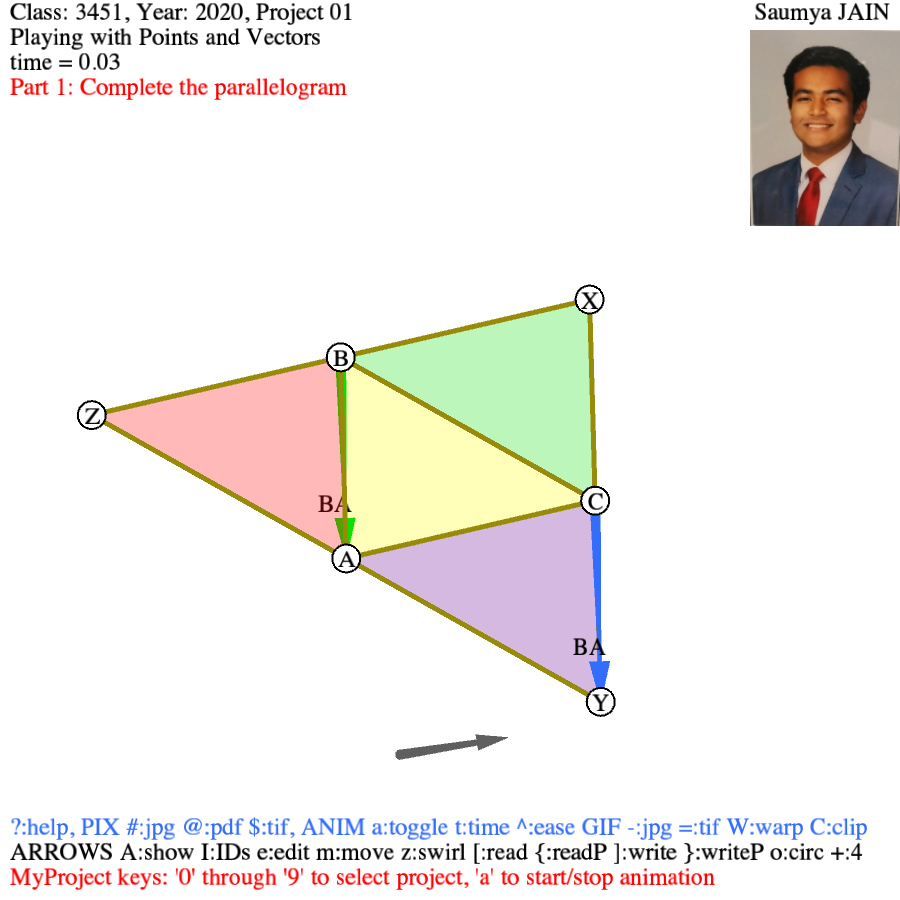 Class: 3451, Year: 2020, Project 01
Saumya JAIN
Playing with Points and Vectors
time = 0.03
Part 1: Complete the parallelogram
X
B
Z
BA
C
A
BA
Y
?:help, PIX #:jpg @:pdf $:tif, ANIM a:toggle t:time ^:ease GIF -:jpg =:tif W:warp C:clip
ARROWS A:show I:IDs e:edit m:move z:swirl [:read {:readP ]:write }:writeP o:circ +:4
MyProject keys: '0' through '9' to select project, 'a' to start/stop animation